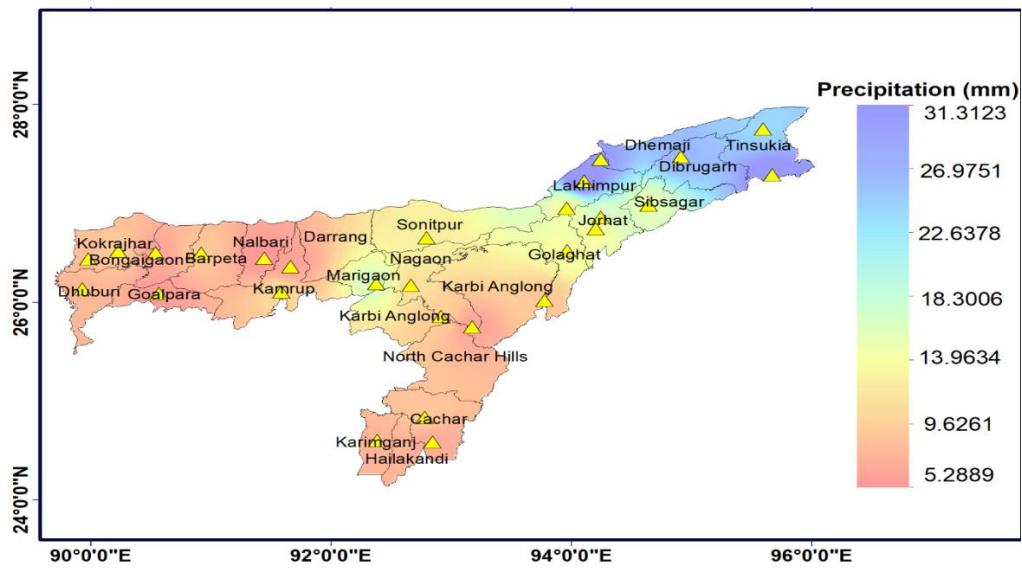 Precipitation (mm)
31.3123
26.9751
22.6378
18.3006
13.9634
9.6261
5.2889
28°0'0"N
26°0'0"N
24°0'0"N
Dhemaji
Tinsukia
Dibrugarh
Lakhimpur
Sibsagar
Jorhat
Sonitpur
Kokrajhar
Nalbari
Darrang
Bongaigaon
Barpeta
Nagaon
Golaghat
Marigaon
Dhuburi
Goalpara
Kamrup
Karbi Anglong
Karbi Anglong
North Cachar Hills
Cachar
Karimganj
Hailakandi
90°0'0"E
92°0'0"E
94°0'0"E
96°0'0"E